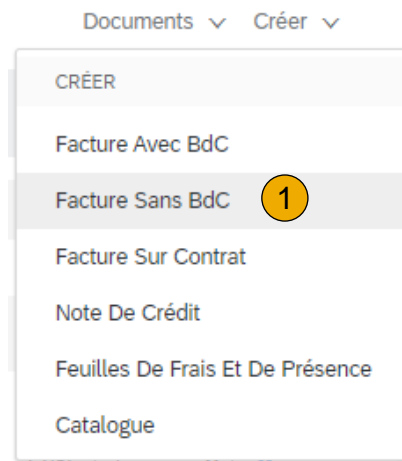 Documents Créer
CRÉER
Facture Avec BdC
Facture Sans BdC 1
Facture Sur Contrat
Note De Crédit
Feuilles De Frais Et De Présence
Catalogue